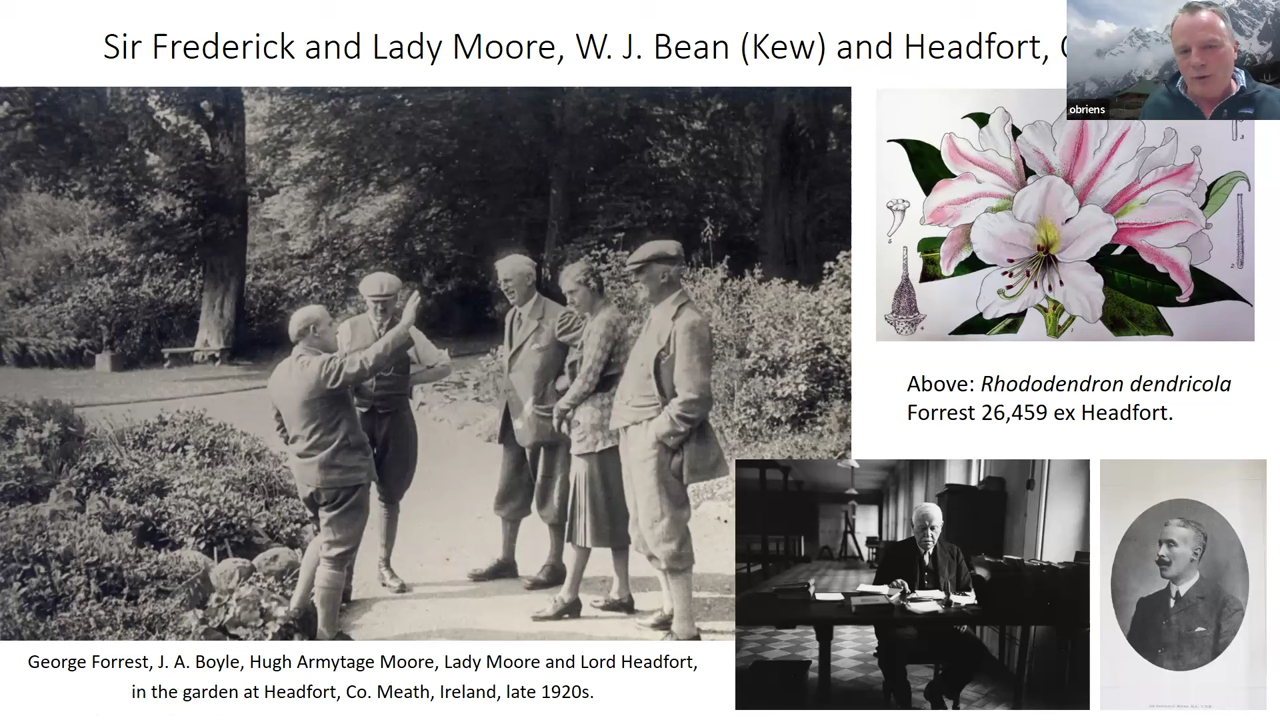 Sir Frederick and Lady Moore, W. J. Bean (Kew) and Headfort,
obriens
Above: Rhododendron dendricola
Forrest 26,459 ex Headfort.
George Forrest, J. A. Boyle, Hugh Armytage Moore, Lady Moore and Lord Headfort,
in the garden at Headfort, Co. Meath, Ireland, late 1920s.